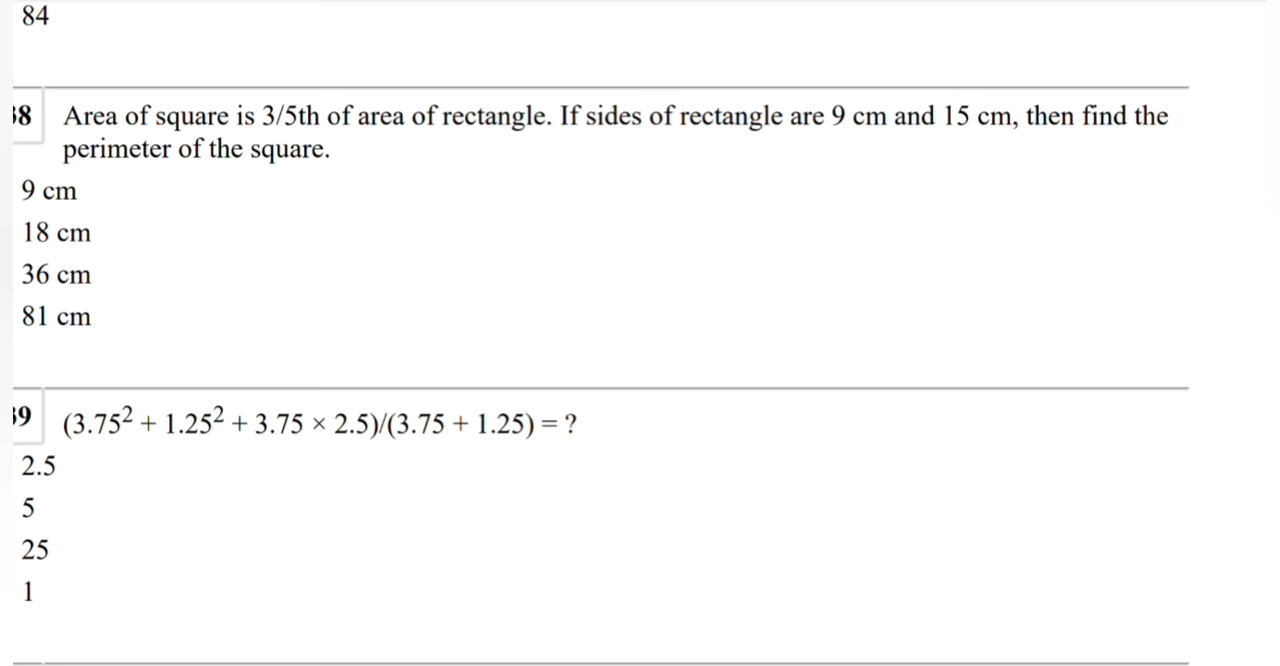 84
8 Area of square is 3/5th of area of rectangle. If sides of rectangle are 9 cm and 15 cm, then find the
perimeter of the square.
9 cm
18 cm
36 cm
81 cm
9 (3.75² + 1.25² + 3.75 × 2.5)/(3.75 + 1.25) = ?
2.5
5
25
1